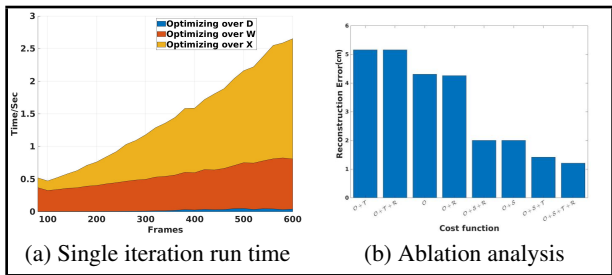 3
2.5
2
1.5
1
0.5
0
Time/Sec
Optimizing over D
Optimizing over W
Optimizing over X
100 200 300 400 500 600
Frames
(a) Single iteration run time
6
5
4
3
2
1
0
Reconstruction Error(cm)
O+T O+T+R O O+R O+S+R O+S O+S+T O+S+T+R
Cost function
(b) Ablation analysis